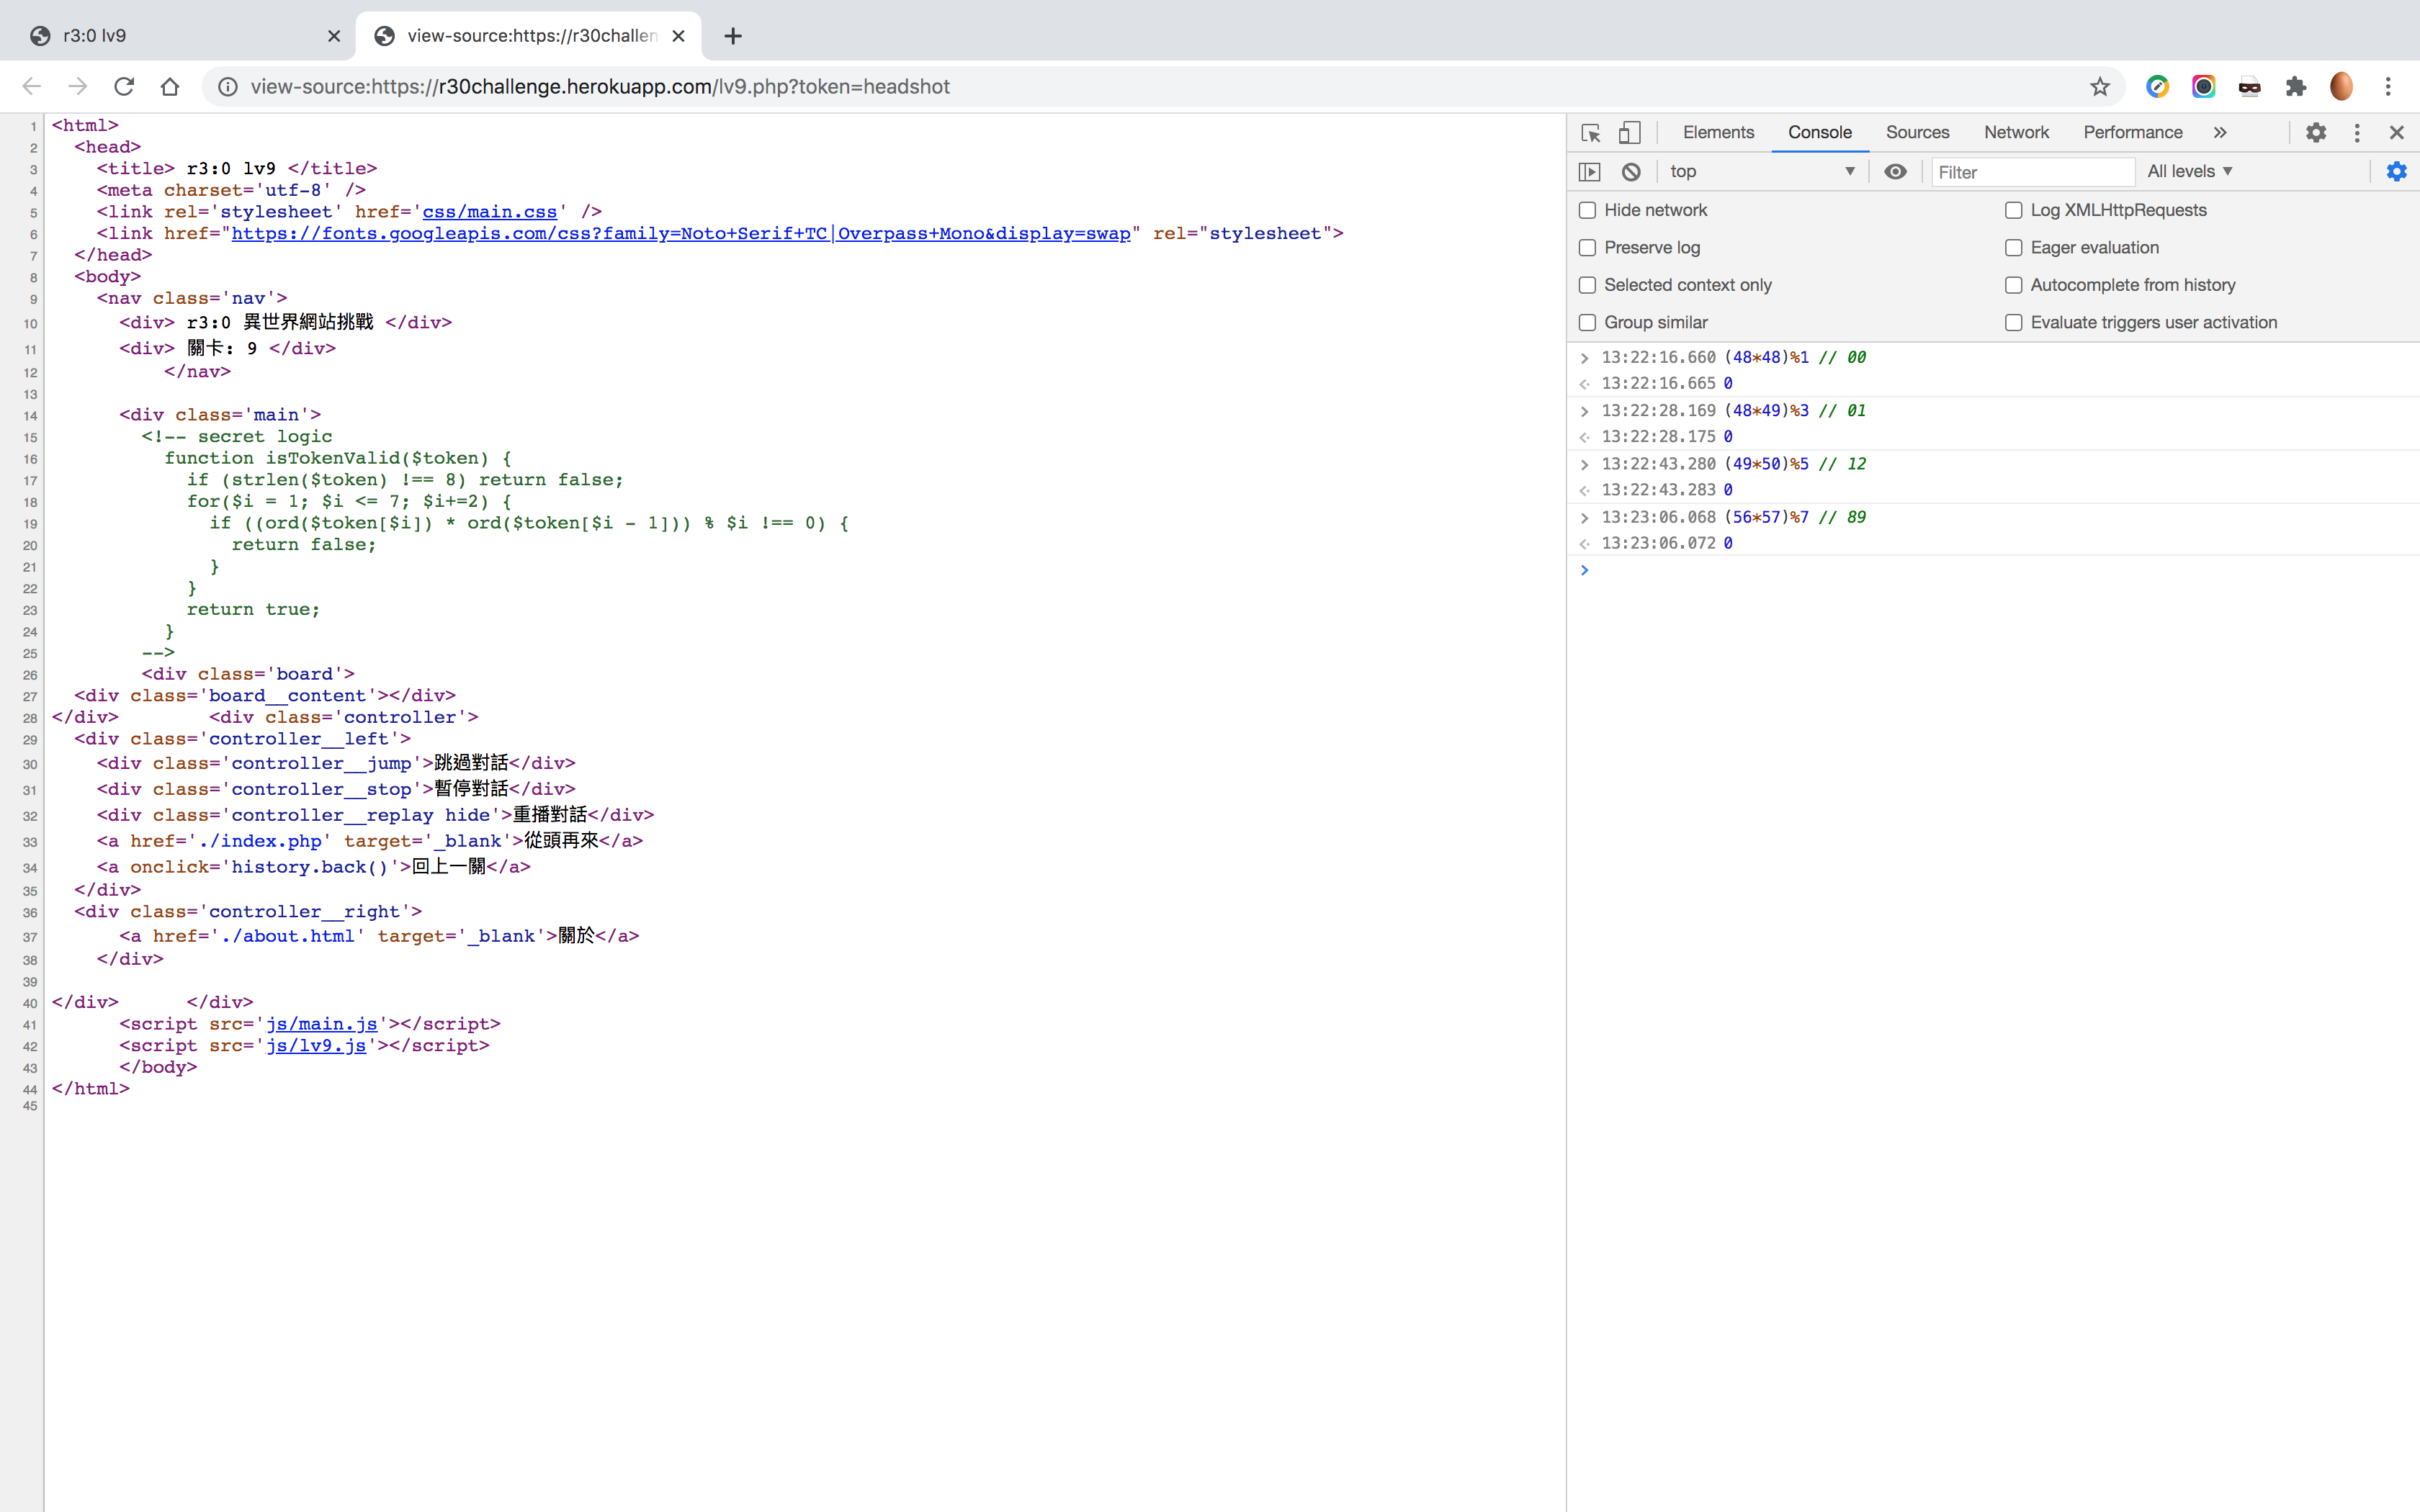 r3:0 lv9
view-source:https://r30challen
view-source:https://r30challenge.herokuapp.com/lv9.php?token=headshot
1 <html>
2 <head>
3 <title> r3:0 lv9 </title>
4 <meta charset='utf-8' />
5 <link rel='stylesheet' href='css/main.css' />
6 <link href="https://fonts.googleapis.com/css?family=Noto+Serif+TC|Overpass+Mono&display=swap" rel="stylesheet">
7 </head>
8 <body>
9 <nav class='nav'>
10 <div> r3:0 異世界網站挑戰 </div>
11 <div> 關卡: 9 </div>
12 </nav>
13
14 <div class='main'>
15 <!-- secret logic
16 function isTokenValid($token) {
17 if (strlen($token) !== 8) return false;
18 for($i = 1; $i <= 7; $i+=2) {
19 if ((ord($token[$i]) * ord($token[$i - 1])) % $i !== 0) {
20 return false;
21 }
22 }
23 return true;
24 }
25 -->
26 <div class='board'>
27 <div class='board__content'></div>
28 </div> <div class='controller'>
29 <div class='controller__left'>
30 <div class='controller__jump'>跳過對話</div>
31 <div class='controller__stop'>暫停對話</div>
32 <div class='controller__replay hide'>重播對話</div>
33 <a href='./index.php' target='_blank'>從頭再來</a>
34 <a onclick='history.back()'>回上一關</a>
35 </div>
36 <div class='controller__right'>
37 <a href='./about.html' target='_blank'>關於</a>
38 </div>
39
40 </div> </div>
41 <script src='js/main.js'></script>
42 <script src='js/lv9.js'></script>
43 </body>
44 </html>
45
Elements Console Sources Network Performance
top Filter All levels
Hide network Log XMLHttpRequests
Preserve log Eager evaluation
Selected context only Autocomplete from history
Group similar Evaluate triggers user activation
13:22:16.660 (48*48)%1 // 00
13:22:16.665 0
13:22:28.169 (48*49)%3 // 01
13:22:28.175 0
13:22:43.280 (49*50)%5 // 12
13:22:43.283 0
13:23:06.068 (56*57)%7 // 89
13:23:06.072 0